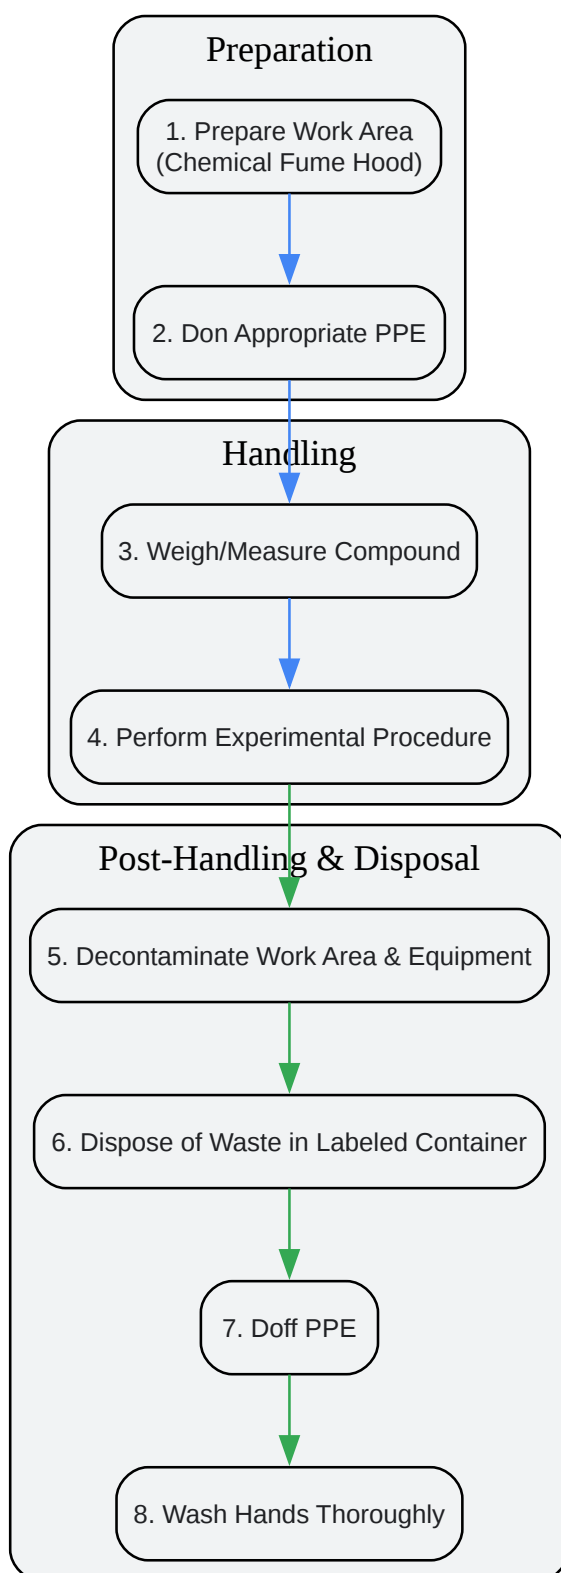 Preparation
1. Prepare Work Area
(Chemical Fume Hood)
2. Don Appropriate PPE
Handling
3. Weigh/Measure Compound
4. Perform Experimental Procedure
Post-Handling & Disposal
5. Decontaminate Work Area & Equipment
6. Dispose of Waste in Labeled Container
7. Doff PPE
8. Wash Hands Thoroughly